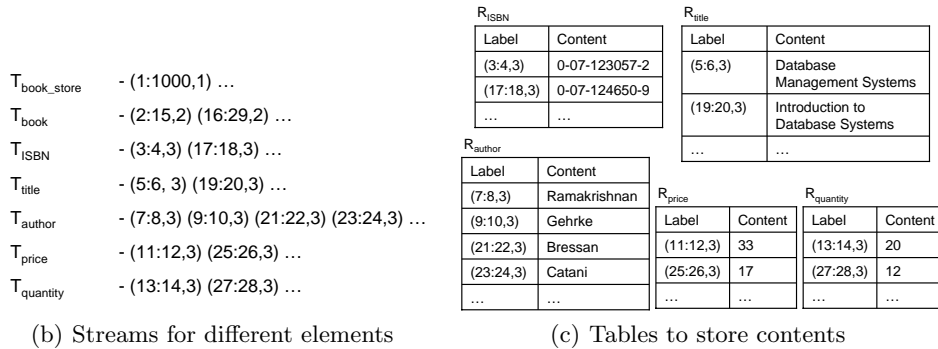 T_book_store - (1:1000,1) …
T_book - (2:15,2) (16:29,2) …
T_ISBN - (3:4,3) (17:18,3) …
T_title - (5:6, 3) (19:20,3) …
T_author - (7:8,3) (9:10,3) (21:22,3) (23:24,3) …
T_price - (11:12,3) (25:26,3) …
T_quantity - (13:14,3) (27:28,3) …
(b) Streams for different elements
R_ISBN
Label Content
(3:4,3) 0-07-123057-2
(17:18,3) 0-07-124650-9
… …
R_title
Label Content
(5:6,3) Database
Management Systems
(19:20,3) Introduction to
Database Systems
… …
R_author
Label Content
(7:8,3) Ramakrishnan
(9:10,3) Gehrke
(21:22,3) Bressan
(23:24,3) Catani
… …
R_price
Label Content
(11:12,3) 33
(25:26,3) 17
… …
R_quantity
Label Content
(13:14,3) 20
(27:28,3) 12
… …
(c) Tables to store contents